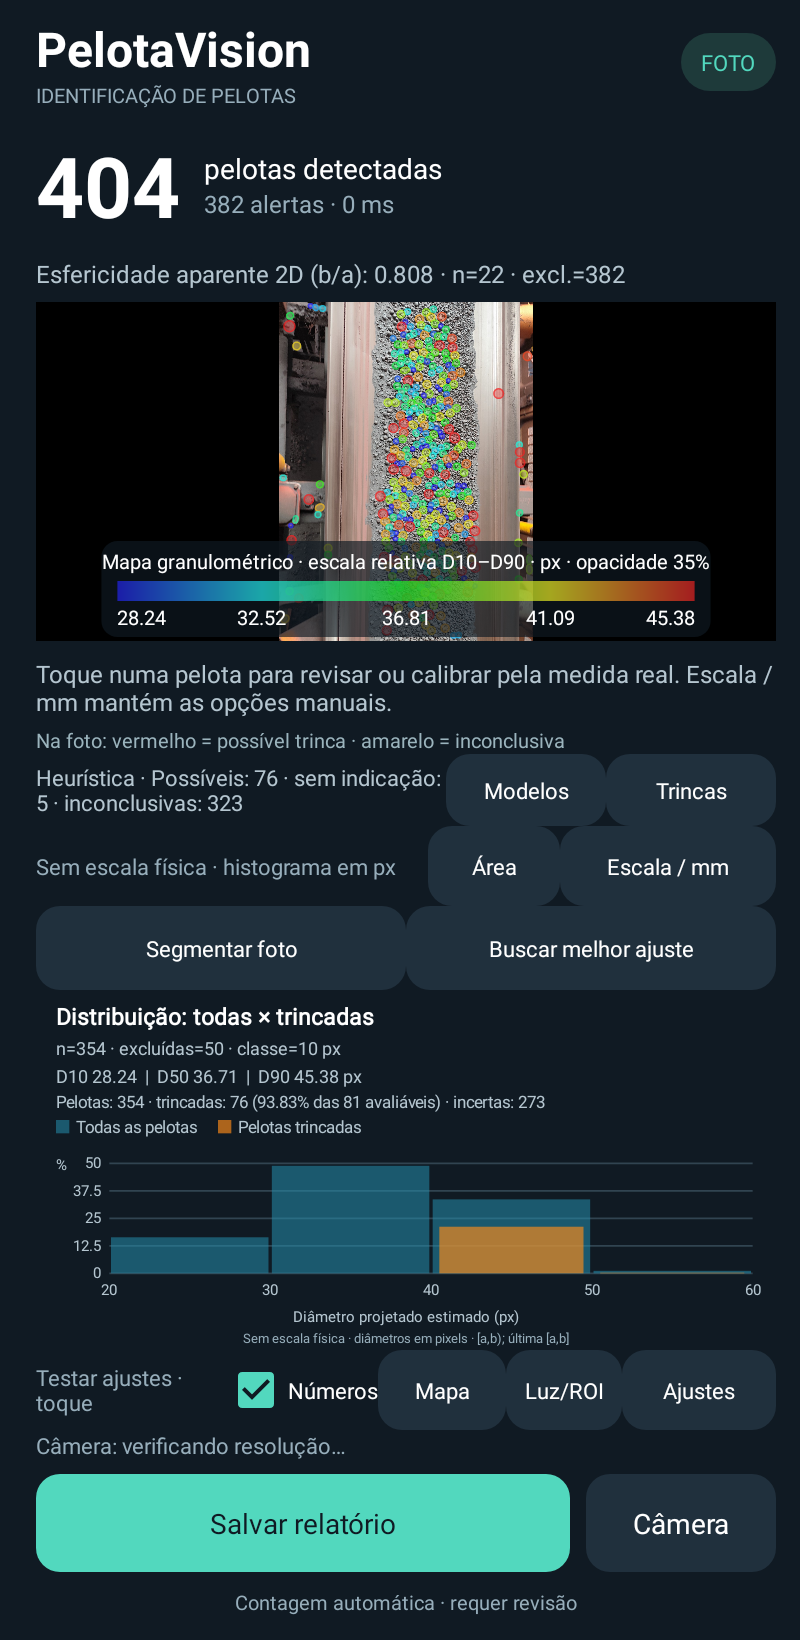 PelotaVision
FOTO
IDENTIFICAÇÃO DE PELOTAS
404
pelotas detectadas
382 alertas · 0 ms
Esfericidade aparente 2D (b/a): 0.808 · n=22 · excl.=382
Mapa granulométrico · escala relativa D10–D90 · px · opacidade 35%
28.24 32.52 36.81 41.09 45.38
Toque numa pelota para revisar ou calibrar pela medida real. Escala /
mm mantém as opções manuais.
Na foto: vermelho = possível trinca · amarelo = inconclusiva
Heurística · Possíveis: 76 · sem indicação:
5 · inconclusivas: 323
Modelos
Trincas
Sem escala física · histograma em px
Área
Escala / mm
Segmentar foto
Buscar melhor ajuste
Distribuição: todas × trincadas
n=354 · excluídas=50 · classe=10 px
D10 28.24 | D50 36.71 | D90 45.38 px
Pelotas: 354 · trincadas: 76 (93.83% das 81 avaliáveis) · incertas: 273
Todas as pelotas
Pelotas trincadas
%
50
37.5
25
12.5
0
20 30 40 50 60
Diâmetro projetado estimado (px)
Sem escala física · diâmetros em pixels · [a,b); última [a,b]
Testar ajustes ·
toque
Números
Mapa
Luz/ROI
Ajustes
Câmera: verificando resolução…
Salvar relatório
Câmera
Contagem automática · requer revisão